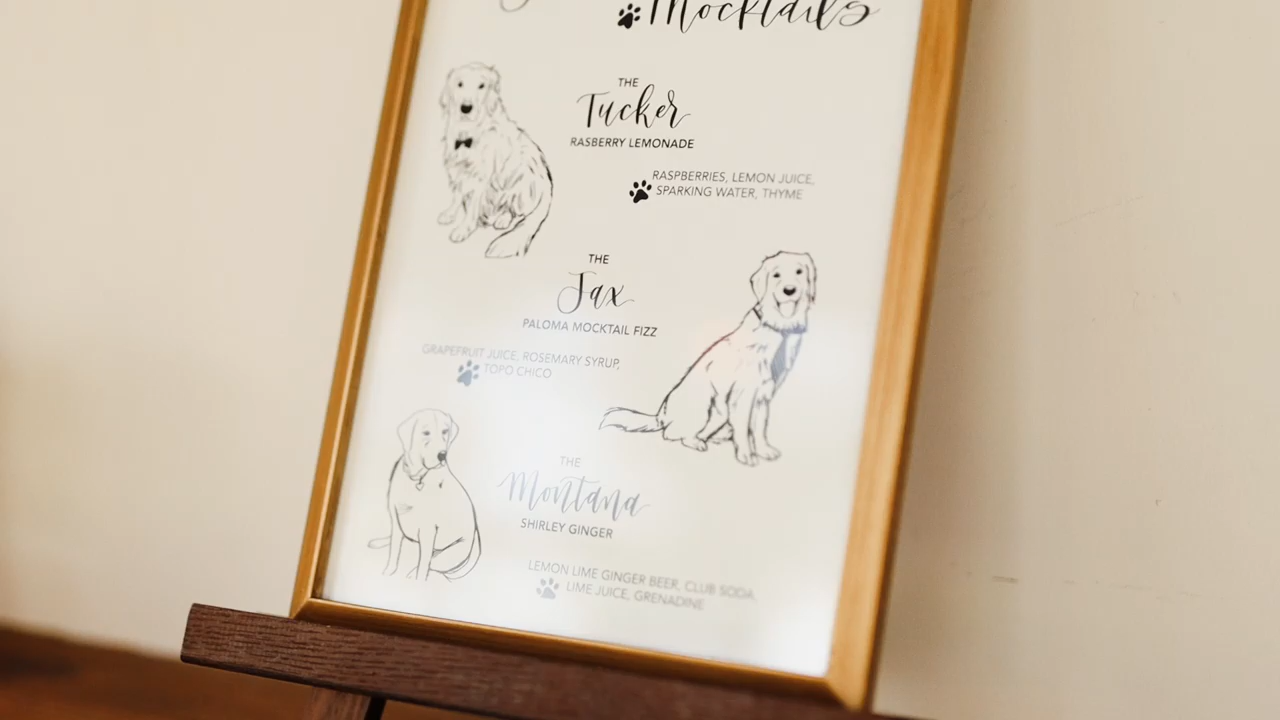 Mocktails
THE
Tucker
RASBERRY LEMONADE
RASPBERRIES, LEMON JUICE,
SPARKING WATER, THYME
THE
Jax
PALOMA MOCKTAIL FIZZ
GRAPEFRUIT JUICE, ROSEMARY SYRUP,
TOPO CHICO
THE
Montana
SHIRLEY GINGER
LEMON LIME GINGER BEER, CLUB SODA,
LIME JUICE, GRENADINE